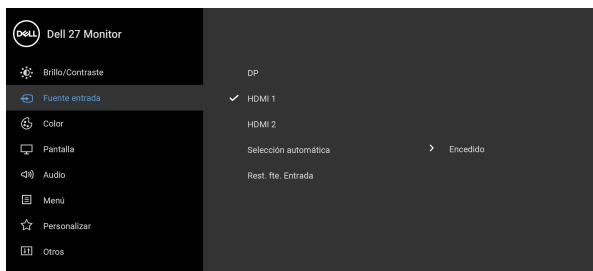 DELL Dell 27 Monitor
Brillo/Contraste
DP
Fuente entrada
HDMI 1
Color
HDMI 2
Pantalla
Selección automática
Encedido
Audio
Rest. fte. Entrada
Menú
Personalizar
Otros